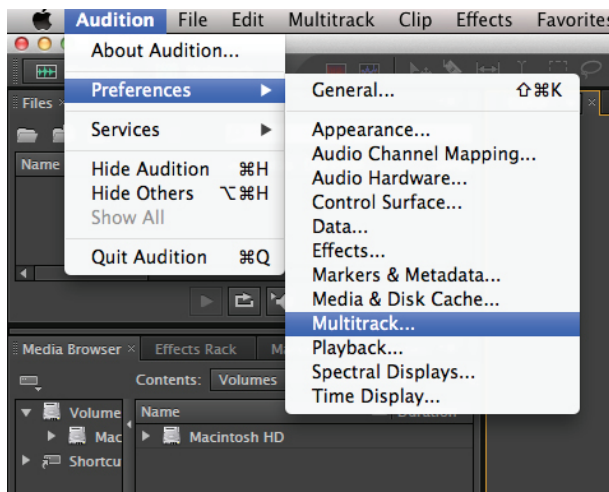 Audition File Edit Multitrack Clip Effects Favorites
About Audition...
Preferences
Services
Hide Audition ⌘H
Hide Others ⌥⌘H
Show All
Quit Audition ⌘Q
General... ⇧⌘K
Appearance...
Audio Channel Mapping...
Audio Hardware...
Control Surface...
Data...
Effects...
Markers & Metadata...
Media & Disk Cache...
Multitrack...
Playback...
Spectral Displays...
Time Display...
Files
Name
Media Browser Effects Rack Ma
Contents: Volumes
Volume Name Duration
Mac Macintosh HD
Shortcu